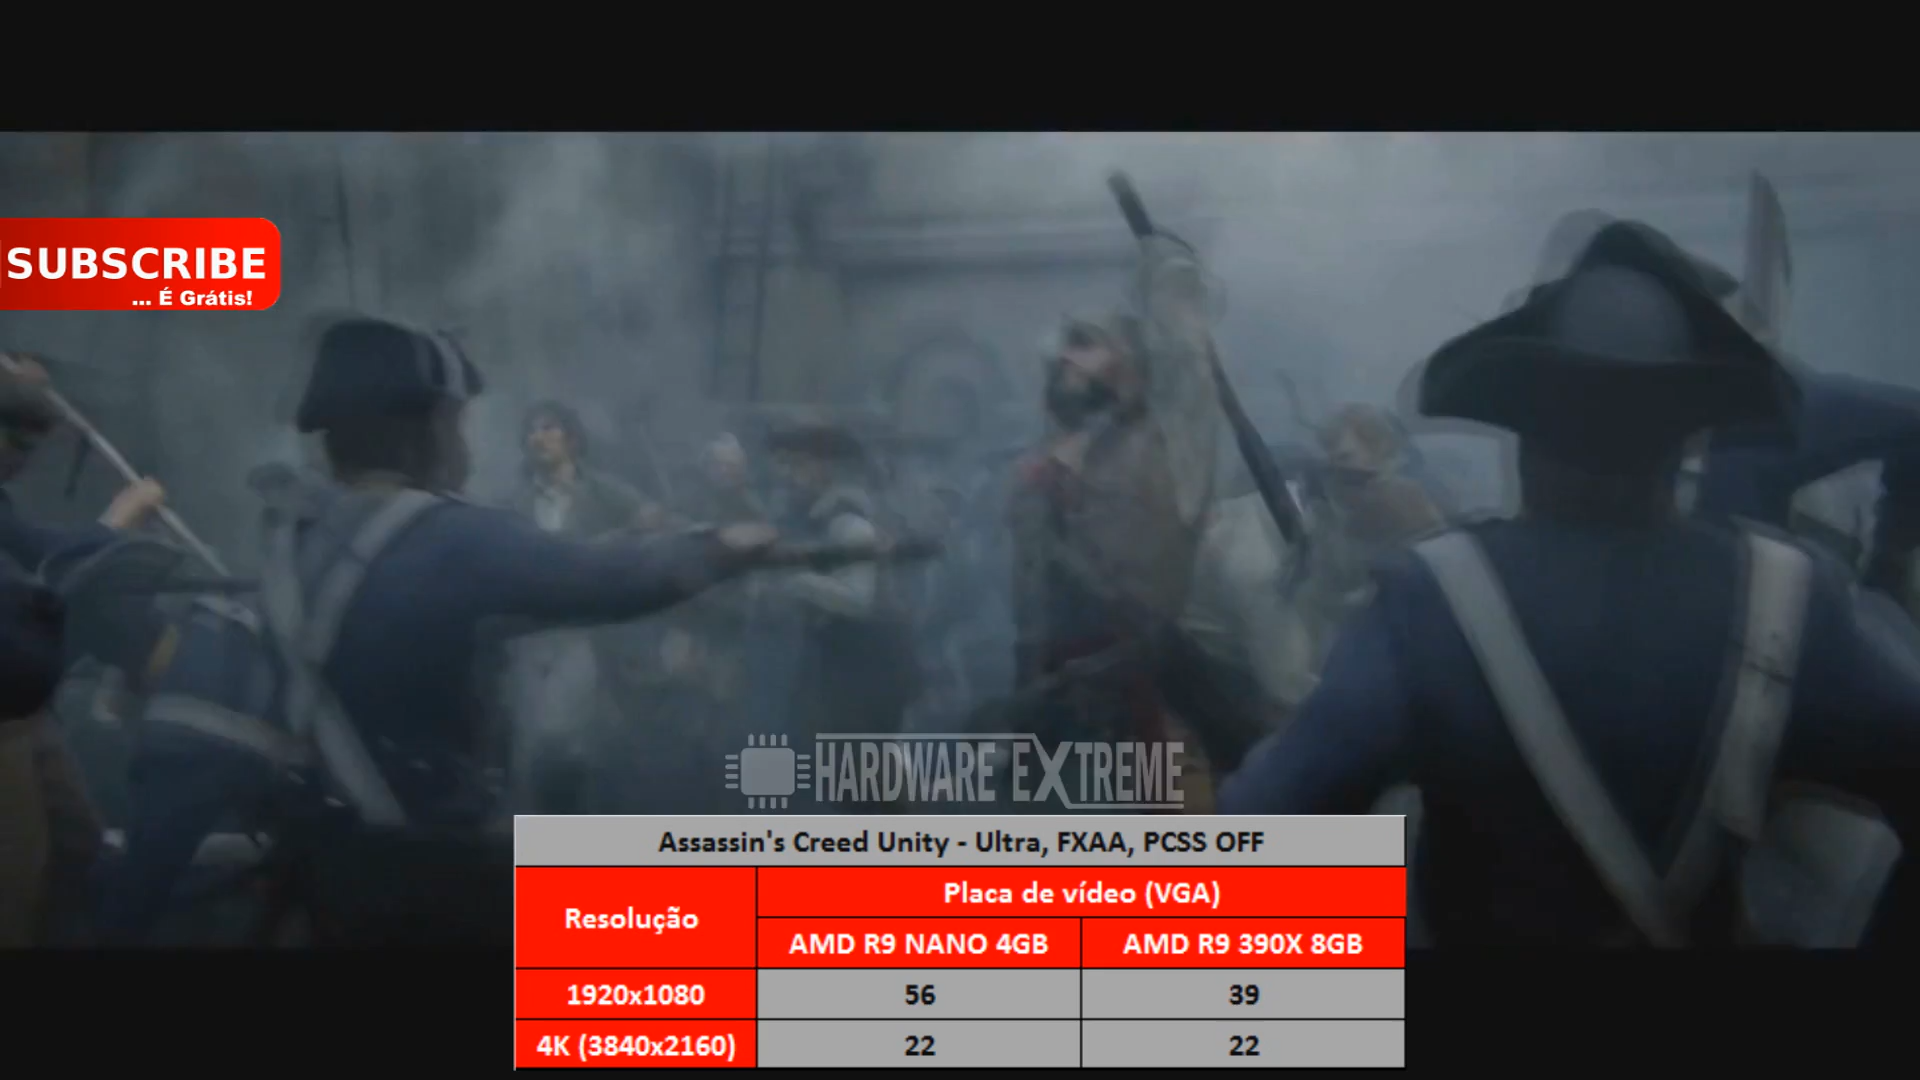 SUBSCRIBE
... É Grátis!
HARDWARE EXTREME
Assassin's Creed Unity - Ultra, FXAA, PCSS OFF
Resolução
Placa de vídeo (VGA)
AMD R9 NANO 4GB
AMD R9 390X 8GB
1920x1080
56
39
4K (3840x2160)
22
22